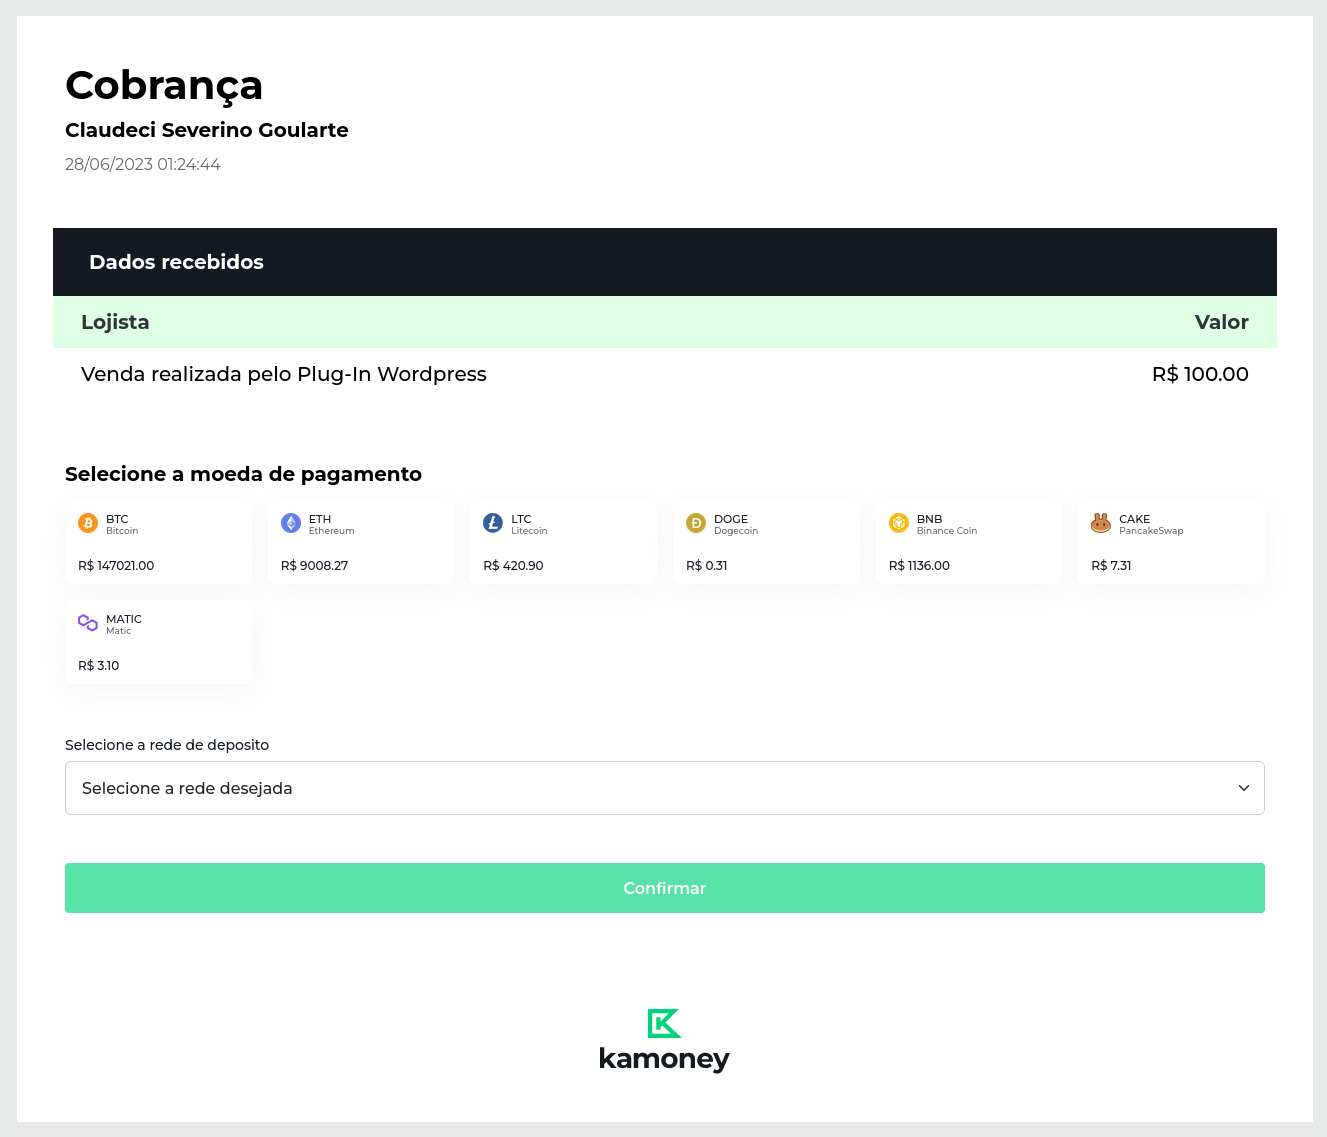 Cobrança
Claudeci Severino Goularte
28/06/2023 01:24:44
Dados recebidos
Lojista Valor
Venda realizada pelo Plug-In Wordpress R$ 100.00
Selecione a moeda de pagamento
BTC
Bitcoin
R$ 147021.00
ETH
Ethereum
R$ 9008.27
LTC
Litecoin
R$ 420.90
DOGE
Dogecoin
R$ 0.31
BNB
Binance Coin
R$ 1136.00
CAKE
PancakeSwap
R$ 7.31
MATIC
Matic
R$ 3.10
Selecione a rede de deposito
Selecione a rede desejada
Confirmar
kamoney